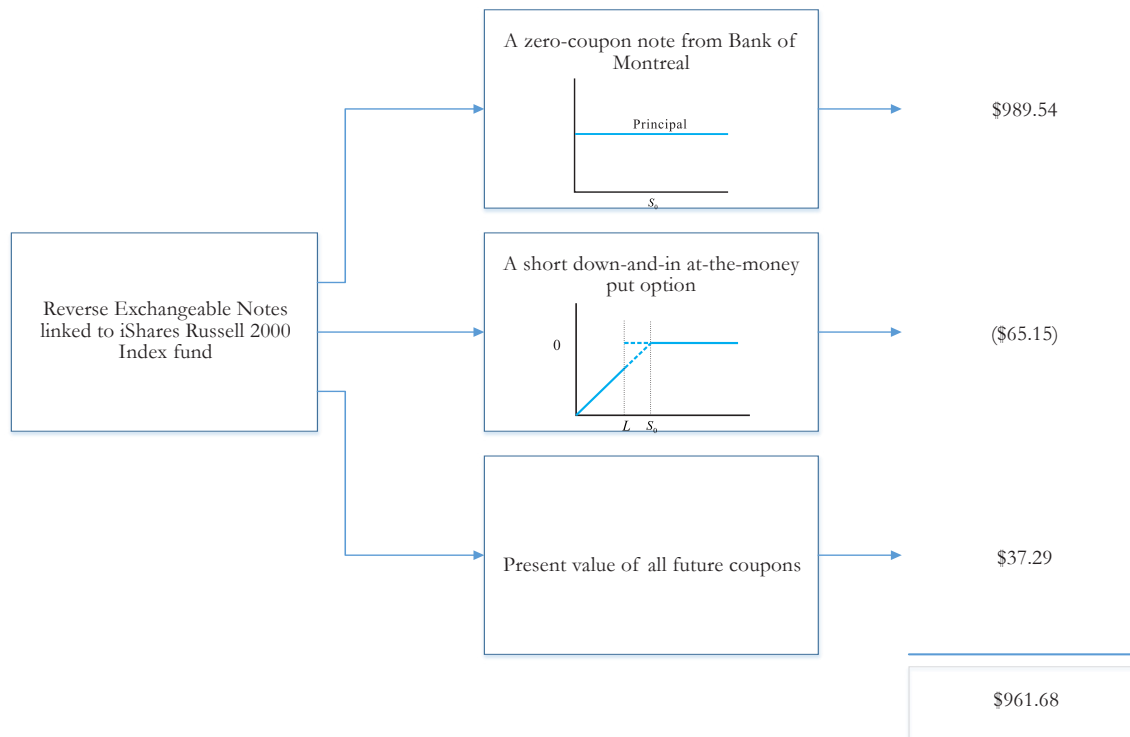 A zero-coupon note from Bank of
Montreal
Principal
S₀
$989.54
Reverse Exchangeable Notes
linked to iShares Russell 2000
Index fund
A short down-and-in at-the-money
put option
0
L S₀
($65.15)
Present value of all future coupons
$37.29
$961.68